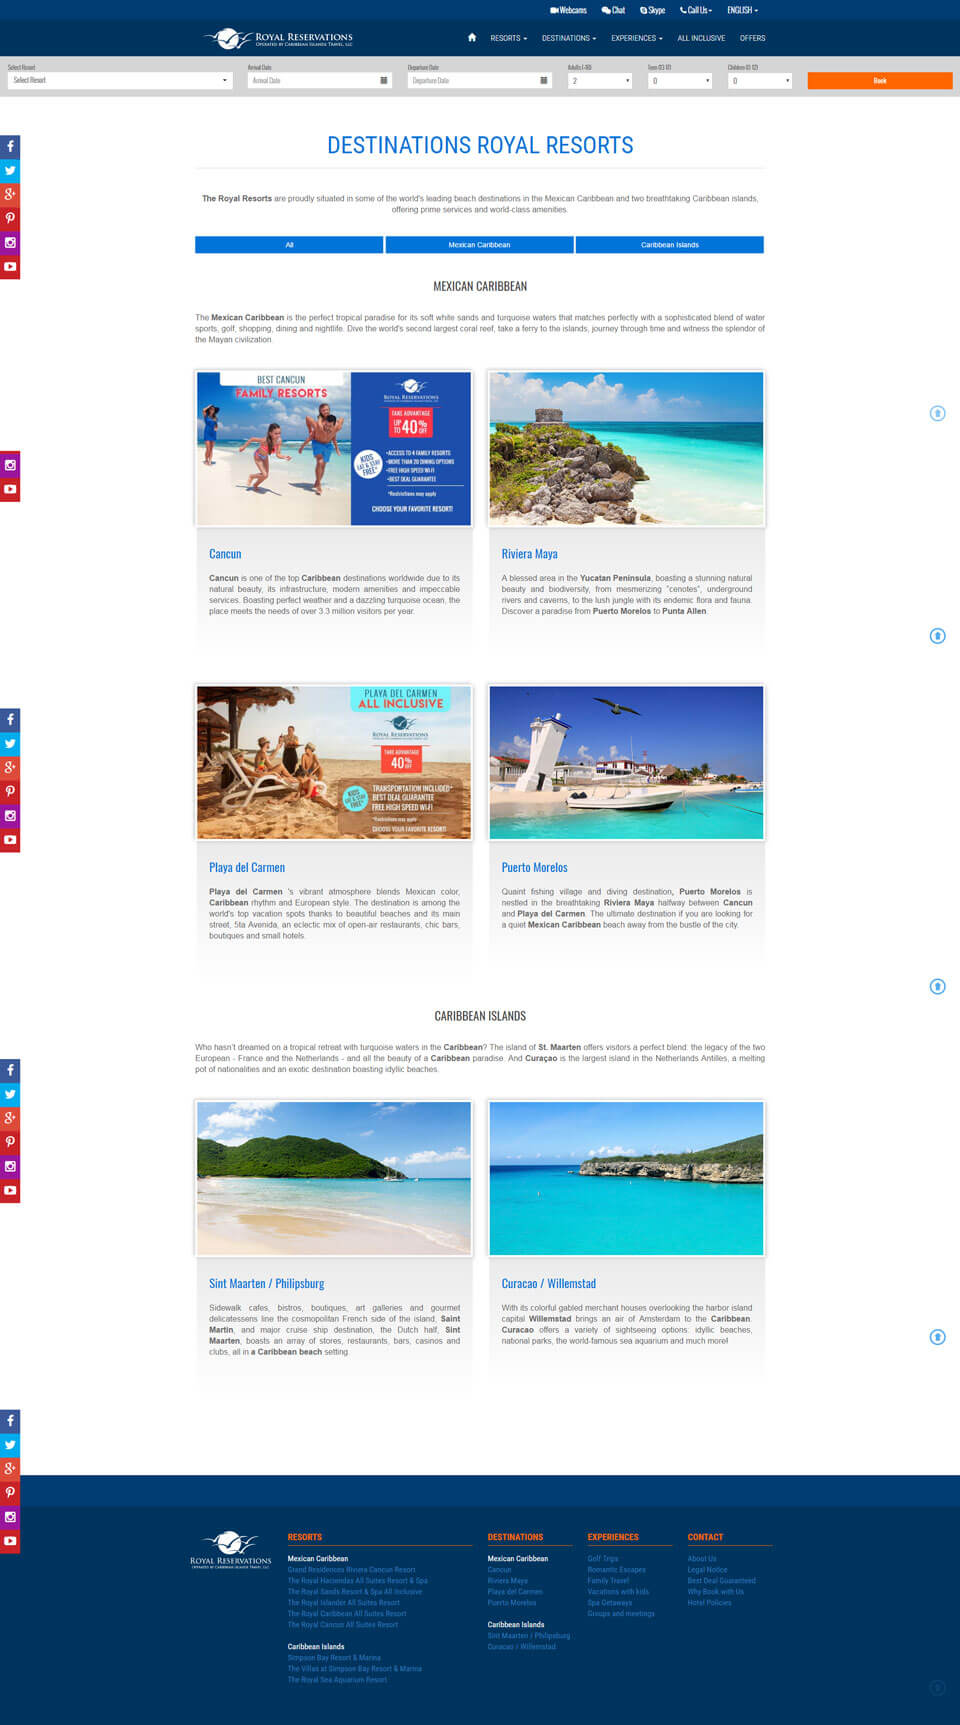 Webcams Chat Skype Call Us ENGLISH
ROYAL RESERVATIONS
OPERATED BY CARIBBEAN ISLANDS TRAVEL, LLC
RESORTS DESTINATIONS EXPERIENCES ALL INCLUSIVE OFFERS
Select Resort Arrival Date Departure Date
Select Resort Arrival Date Departure Date 2 0 0 Book
DESTINATIONS ROYAL RESORTS
The Royal Resorts are proudly situated in some of the world's leading beach destinations in the Mexican Caribbean and two breathtaking Caribbean islands,
offering prime services and world-class amenities.
All Mexican Caribbean Caribbean Islands
MEXICAN CARIBBEAN
The Mexican Caribbean is the perfect tropical paradise for its soft white sands and turquoise waters that matches perfectly with a sophisticated blend of water
sports, golf, shopping, dining and nightlife. Dive the world's second largest coral reef, take a ferry to the islands, journey through time and witness the splendor of
the Mayan civilization.
BEST CANCUN
FAMILY RESORTS
ROYAL RESERVATIONS
TAKE ADVANTAGE
UP TO 40% OFF
KIDS
EAT & STAY
FREE*
•ACCESS TO 4 FAMILY RESORTS
•MORE THAN 20 DINING OPTIONS
•FREE HIGH SPEED WI-FI
•BEST DEAL GUARANTEE
*Restrictions may apply
CHOOSE YOUR FAVORITE RESORT!
Cancun
Cancun is one of the top Caribbean destinations worldwide due to its
natural beauty, its infrastructure, modern amenities and impeccable
services. Boasting perfect weather and a dazzling turquoise ocean, the
place meets the needs of over 3.3 million visitors per year.
Riviera Maya
A blessed area in the Yucatan Peninsula, boasting a stunning natural
beauty and biodiversity, from mesmerizing "cenotes", underground
rivers and caverns, to the lush jungle with its endemic flora and fauna.
Discover a paradise from Puerto Morelos to Punta Allen.
PLAYA DEL CARMEN
ALL INCLUSIVE
ROYAL RESERVATIONS
TAKE ADVANTAGE
40% OFF
KIDS
EAT & STAY
FREE*
TRANSPORTATION INCLUDED*
BEST DEAL GUARANTEE
FREE HIGH SPEED WI-FI
*Restrictions may apply
CHOOSE YOUR FAVORITE RESORT!
Playa del Carmen
Playa del Carmen 's vibrant atmosphere blends Mexican color,
Caribbean rhythm and European style. The destination is among the
world's top vacation spots thanks to beautiful beaches and its main
street, 5ta Avenida, an eclectic mix of open-air restaurants, chic bars,
boutiques and small hotels.
Puerto Morelos
Quaint fishing village and diving destination, Puerto Morelos is
nestled in the breathtaking Riviera Maya halfway between Cancun
and Playa del Carmen. The ultimate destination if you are looking for
a quiet Mexican Caribbean beach away from the bustle of the city.
CARIBBEAN ISLANDS
Who hasn't dreamed on a tropical retreat with turquoise waters in the Caribbean? The island of St. Maarten offers visitors a perfect blend: the legacy of the two
European - France and the Netherlands - and all the beauty of a Caribbean paradise. And Curaçao is the largest island in the Netherlands Antilles, a melting
pot of nationalities and an exotic destination boasting idyllic beaches.
Sint Maarten / Philipsburg
Sidewalk cafes, bistros, boutiques, art galleries and gourmet
delicatessens line the cosmopolitan French side of the island, Saint
Martin, and major cruise ship destination, the Dutch half, Sint
Maarten, boasts an array of stores, restaurants, bars, casinos and
clubs, all in a Caribbean beach setting.
Curacao / Willemstad
With its colorful gabled merchant houses overlooking the harbor island
capital Willemstad brings an air of Amsterdam to the Caribbean.
Curacao offers a variety of sightseeing options: idyllic beaches,
national parks, the world-famous sea aquarium and much more!
ROYAL RESERVATIONS
OPERATED BY CARIBBEAN ISLANDS TRAVEL, LLC
RESORTS
Mexican Caribbean
Grand Residences Riviera Cancun Resort
The Royal Haciendas All Suites Resort & Spa
The Royal Sands Resort & Spa All Inclusive
The Royal Islander All Suites Resort
The Royal Caribbean All Suites Resort
The Royal Cancun All Suites Resort
Caribbean Islands
Simpson Bay Resort & Marina
The Villas at Simpson Bay Resort & Marina
The Royal Sea Aquarium Resort
DESTINATIONS
Mexican Caribbean
Cancun
Riviera Maya
Playa del Carmen
Puerto Morelos
Caribbean Islands
Sint Maarten / Philipsburg
Curacao / Willemstad
EXPERIENCES
Golf Trips
Romantic Escapes
Family Travel
Vacations with kids
Spa Getaways
Groups and meetings
CONTACT
About Us
Legal Notice
Best Deal Guaranteed
Why Book with Us
Hotel Policies